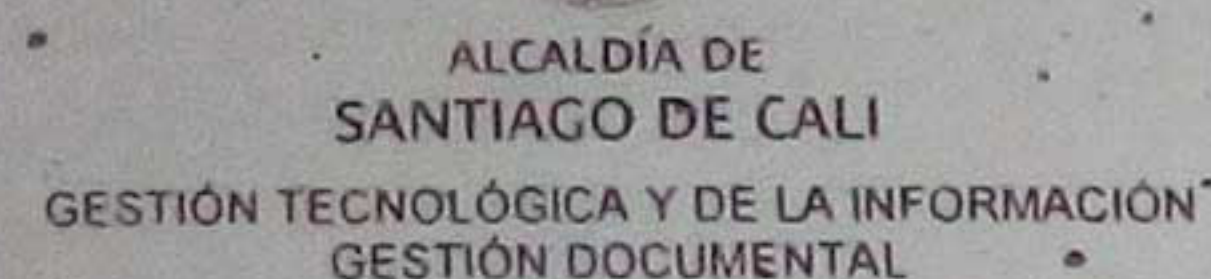 ALCALDÍA DE
SANTIAGO DE CALI
GESTIÓN TECNOLÓGICA Y DE LA INFORMACIÓN
GESTIÓN DOCUMENTAL